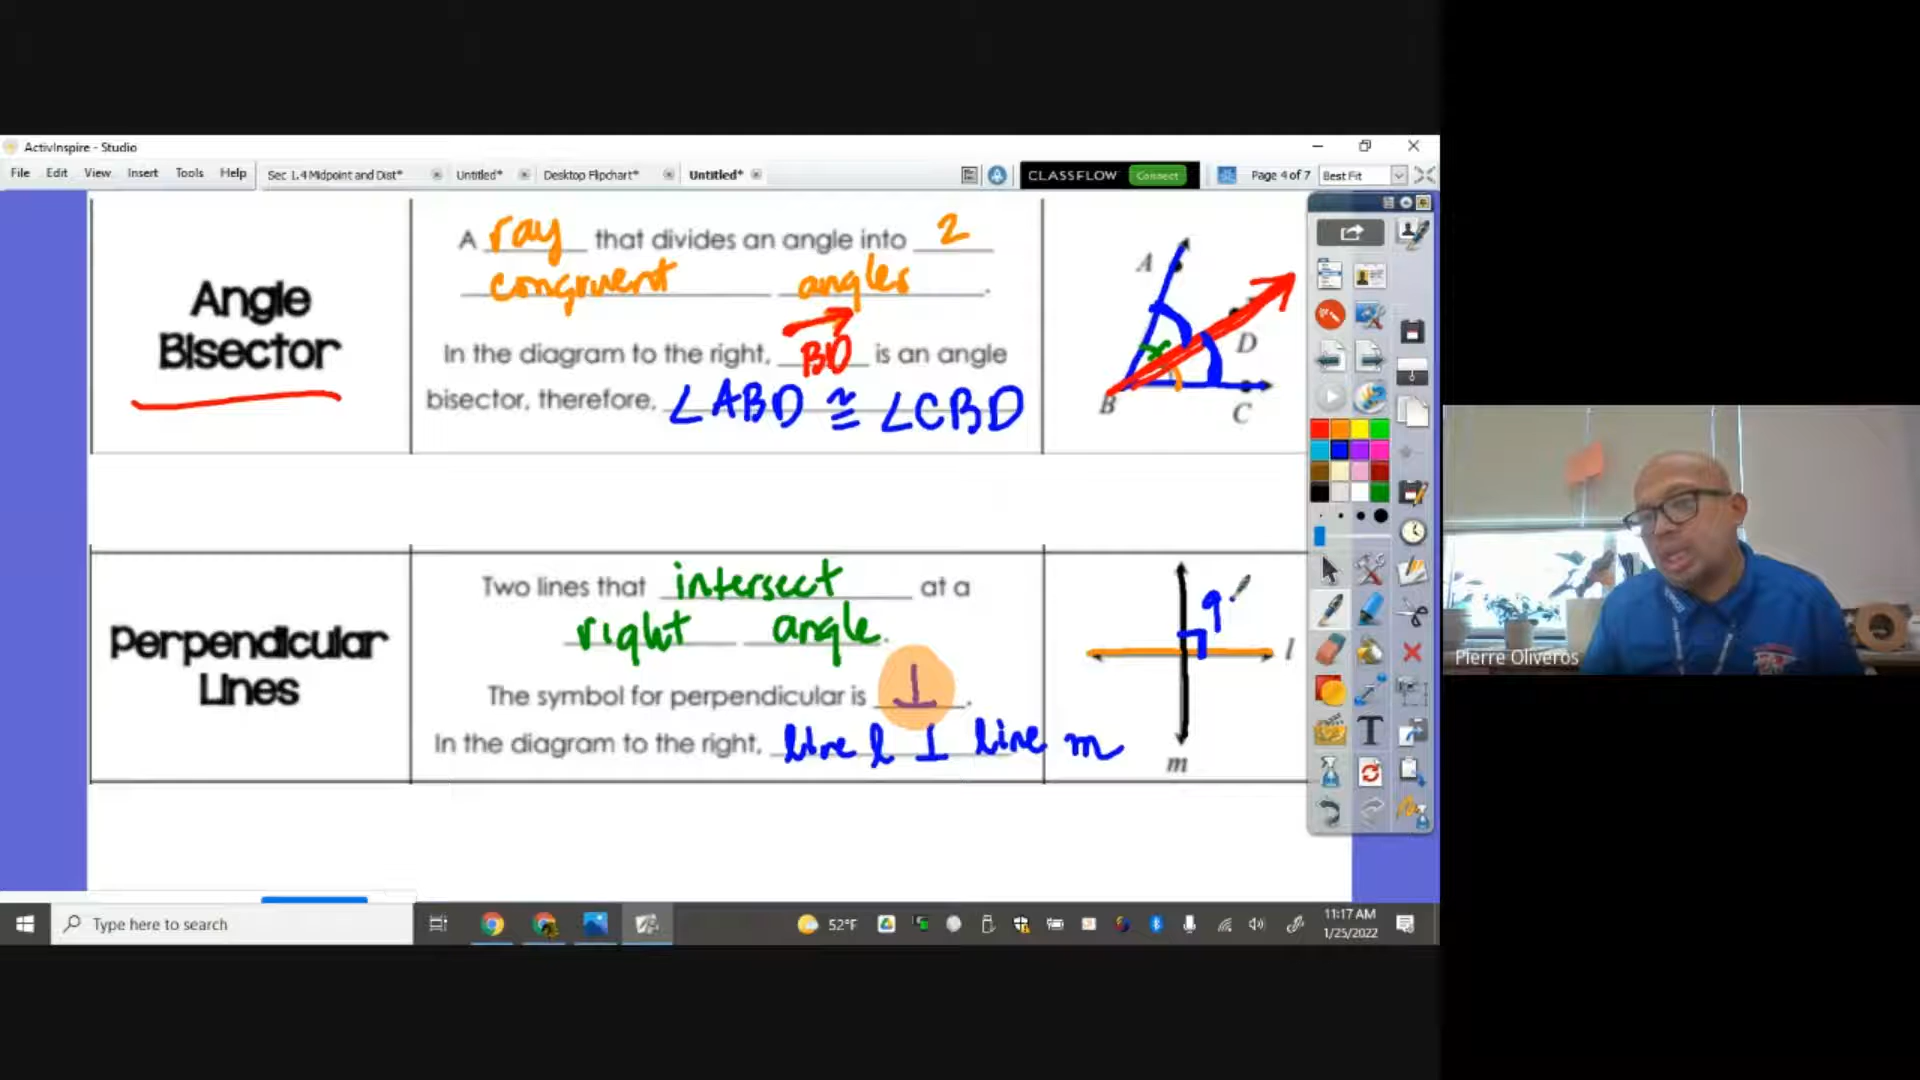 ActivInspire - Studio
File Edit View Insert Tools Help
Sec 1.4 Midpoint and Dist* Untitled* Desktop Flipchart* Untitled*
CLASSFLOW Connect
Page 4 of 7 Best Fit
Angle
Bisector
A ray that divides an angle into 2
congruent angles.
In the diagram to the right, BD is an angle
bisector, therefore, ∠ABD ≅ ∠CBD
A
D
B
C
Perpendicular
Lines
Two lines that intersect at a
right angle.
The symbol for perpendicular is ⊥.
In the diagram to the right, line l ⊥ line m
9
l
m
Pierre Oliveros
Type here to search
52°F
11:17 AM
1/25/2022